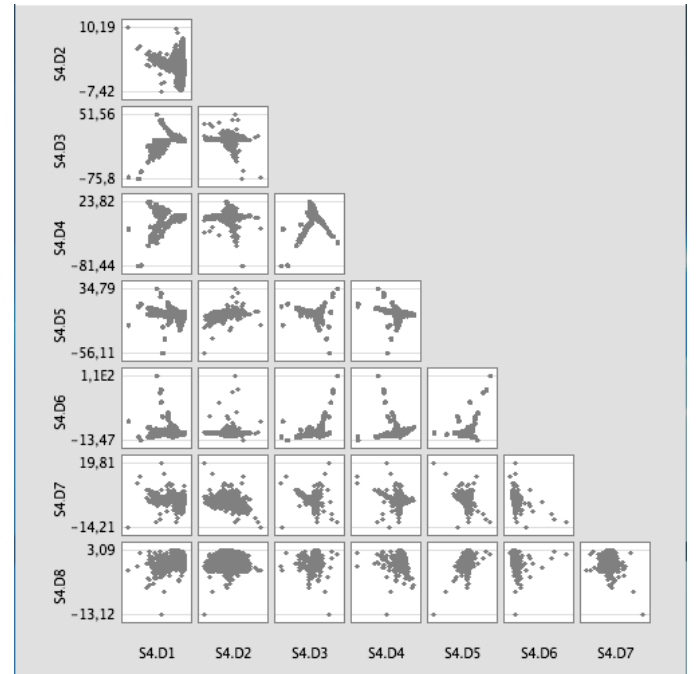 10,19
S4.D2
-7,42
51,56
S4.D3
-75,8
23,82
S4.D4
-81,44
34,79
S4.D5
-56,11
1,1E2
S4.D6
-13,47
19,81
S4.D7
-14,21
3,09
S4.D8
-13,12
S4.D1 S4.D2 S4.D3 S4.D4 S4.D5 S4.D6 S4.D7